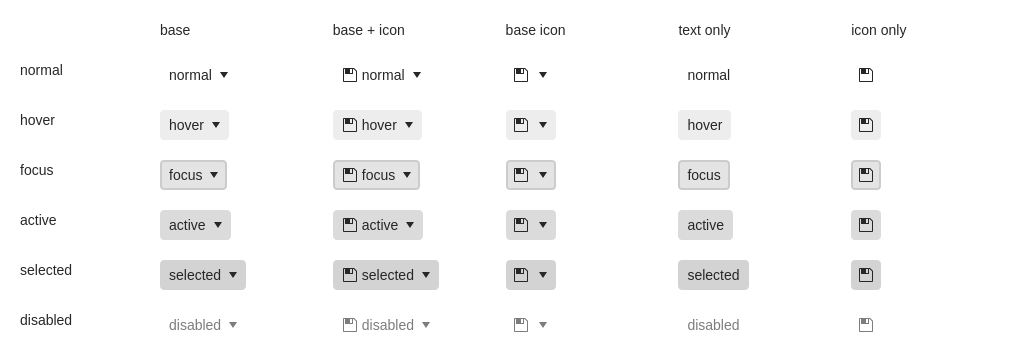 base base + icon base icon text only icon only
normal normal normal normal
hover hover hover hover
focus focus focus focus
active active active active
selected selected selected selected
disabled disabled disabled disabled